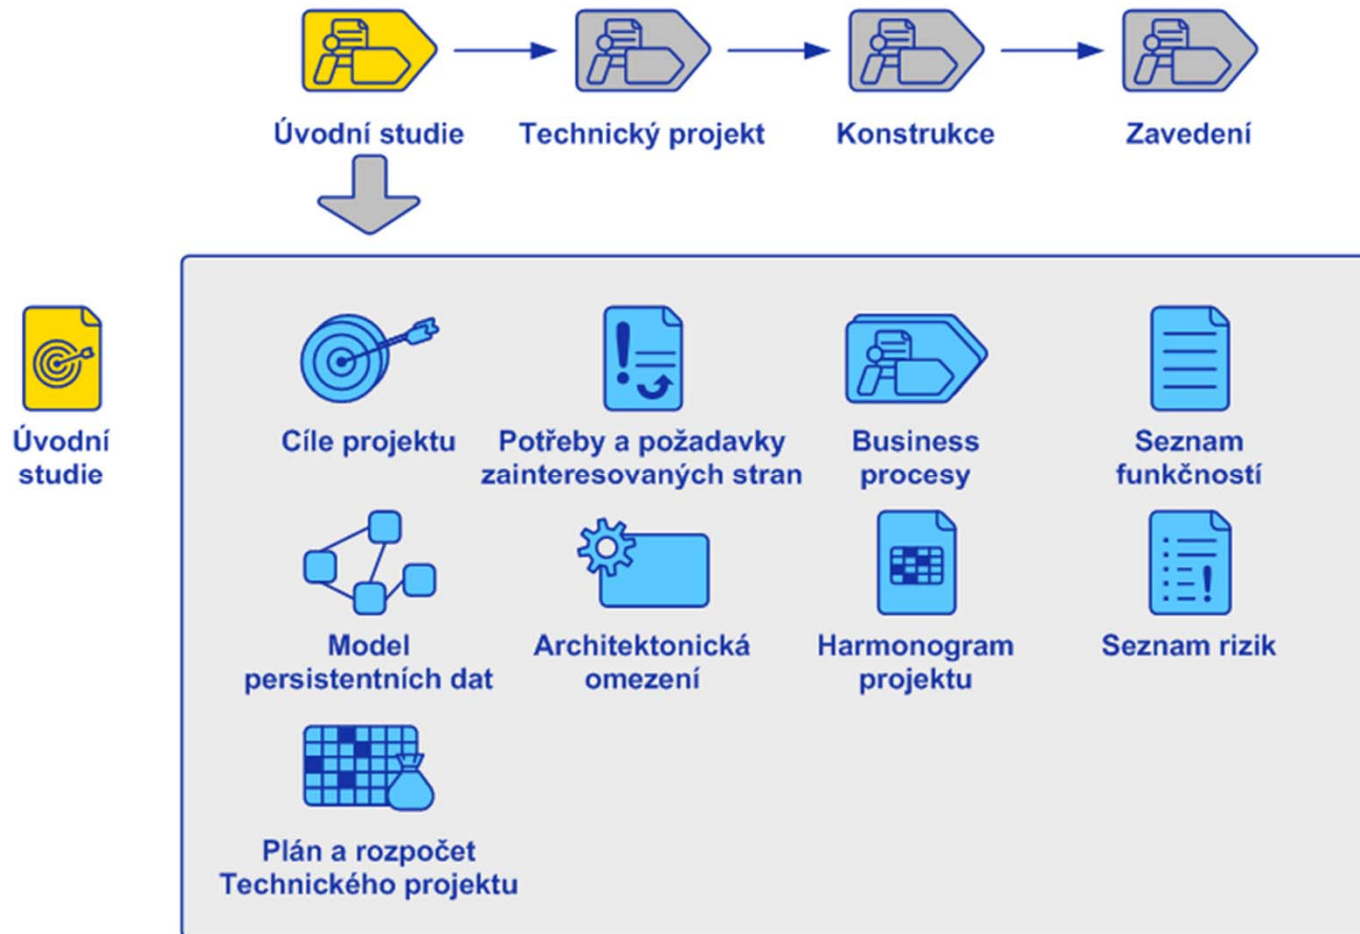 Úvodní studie
Technický projekt
Konstrukce
Zavedení
Úvodní
studie
Cíle projektu
Potřeby a požadavky
zainteresovaných stran
Business
procesy
Seznam
funkčností
Model
persistentních dat
Architektonická
omezení
Harmonogram
projektu
Seznam rizik
Plán a rozpočet
Technického projektu